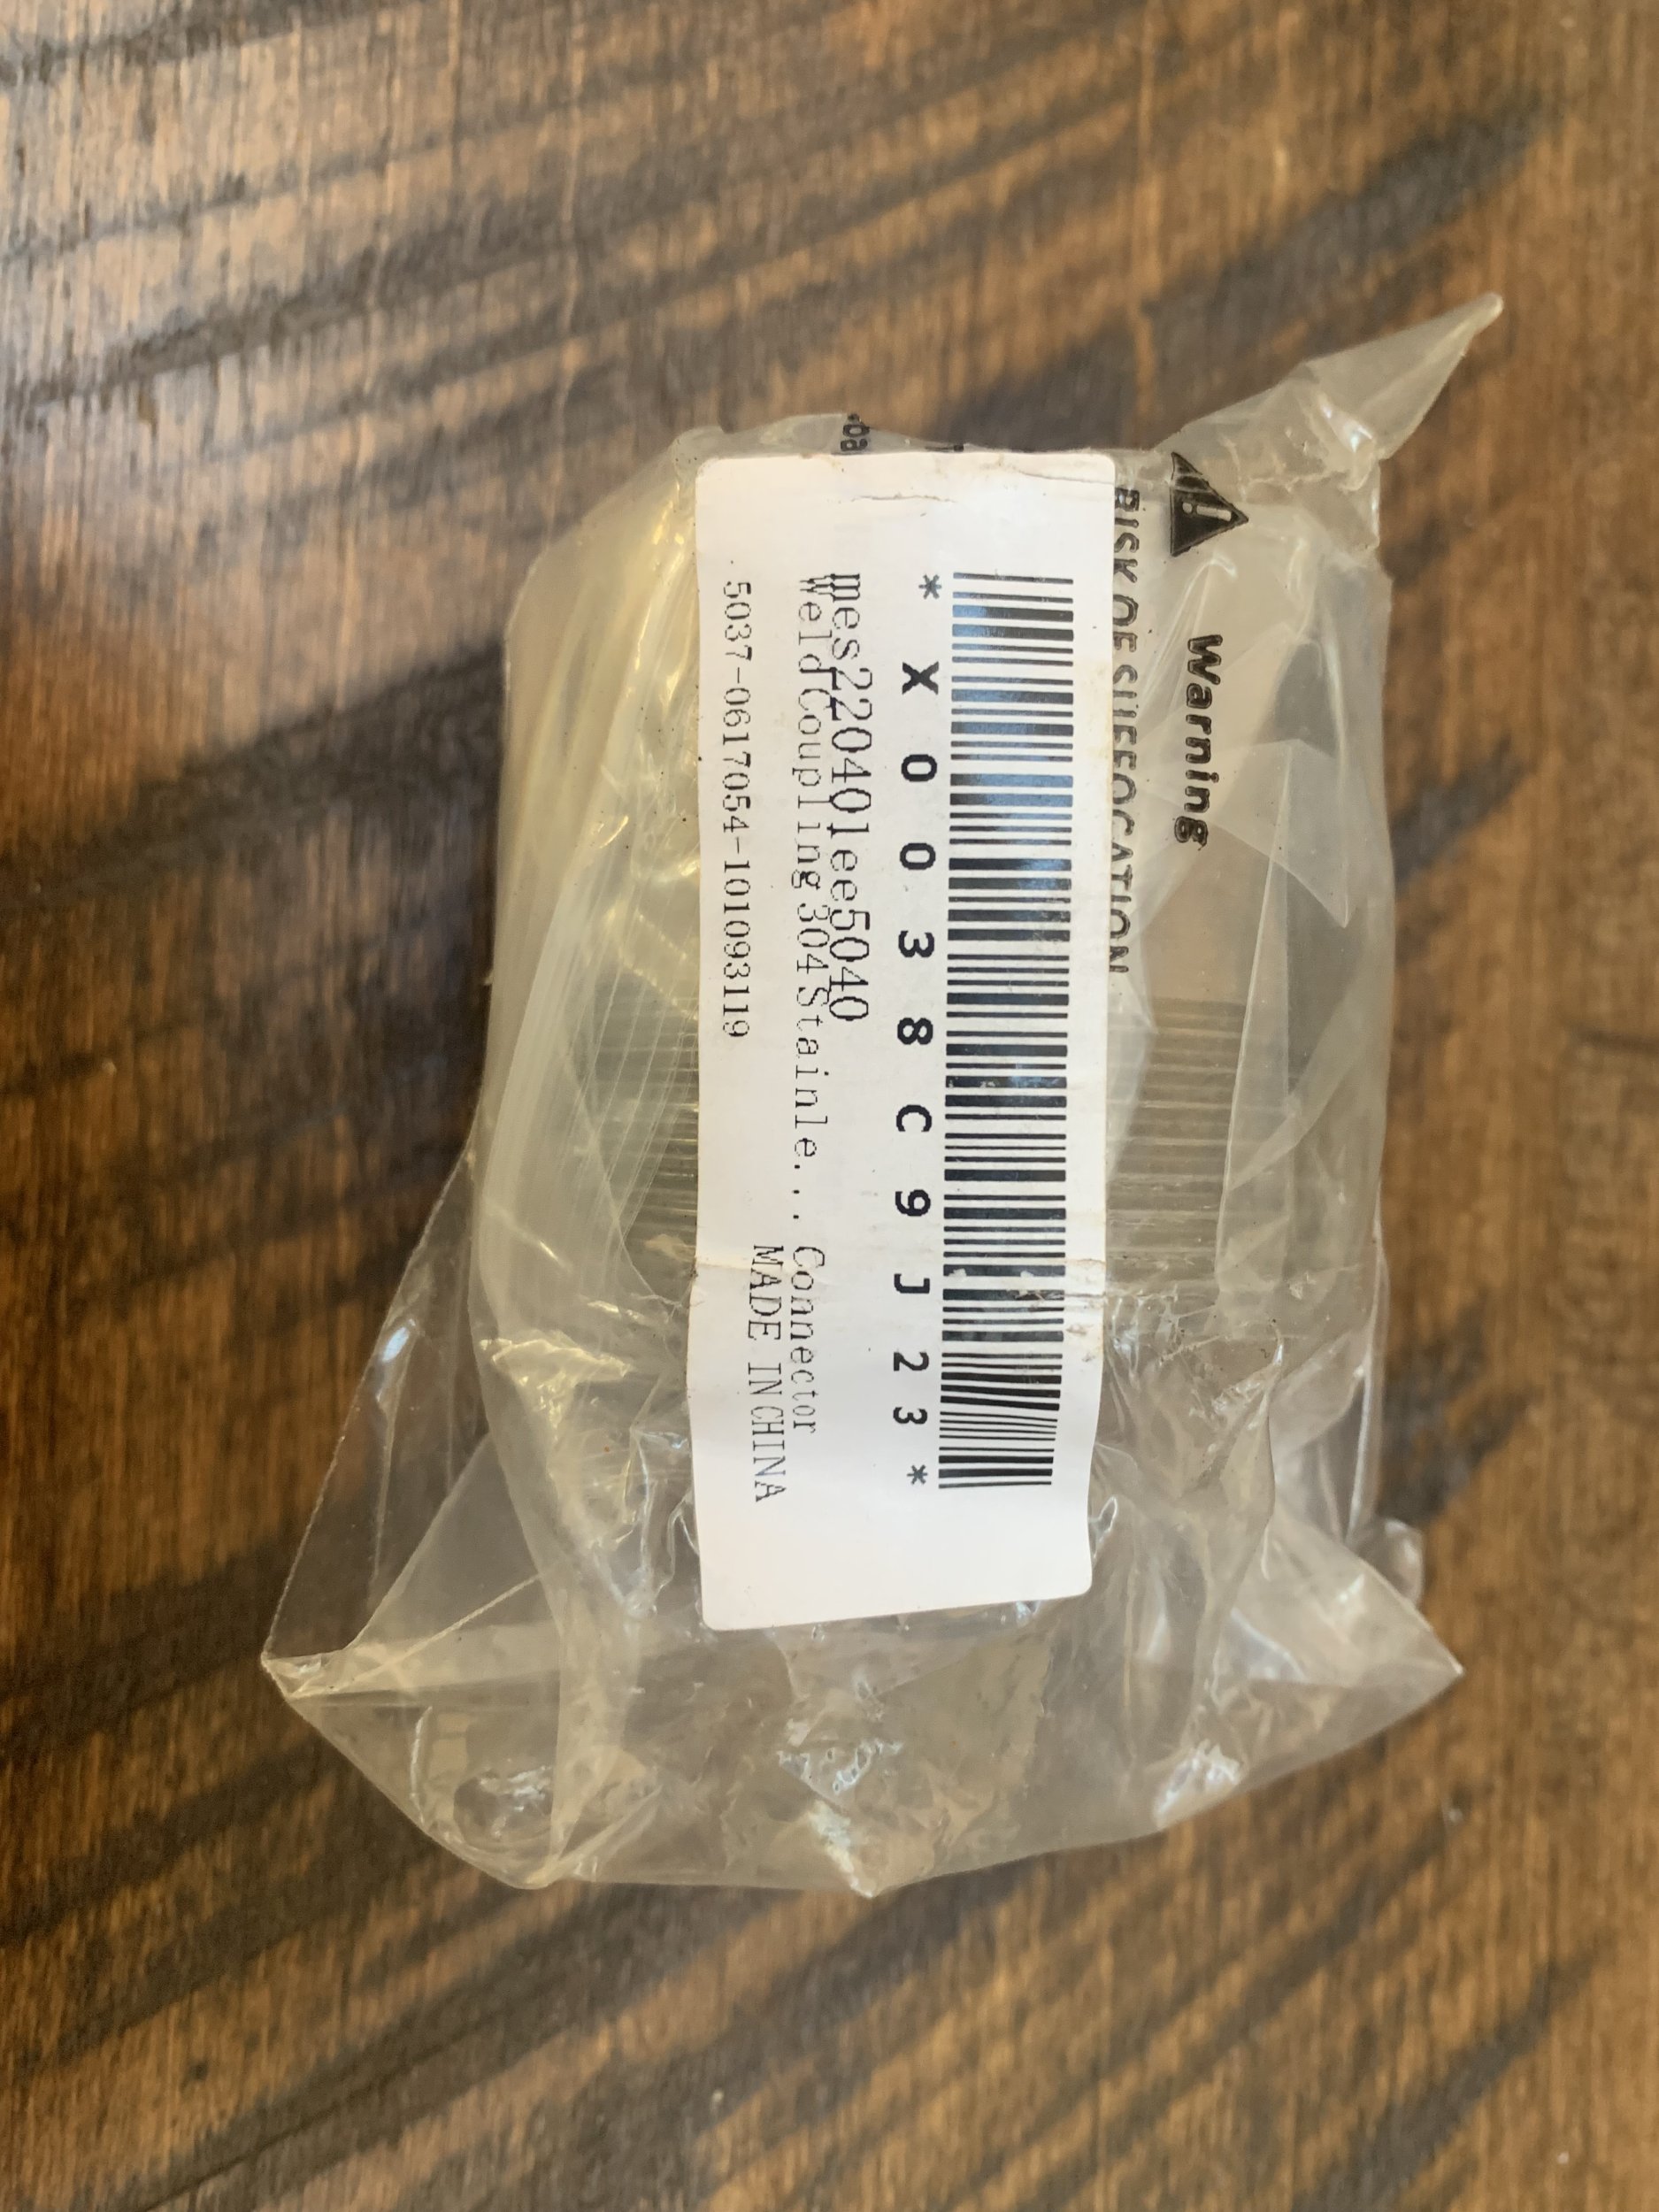 Warning
RISK OF SUFFOCATION
* X 0 0 3 8 C 9 J 2 3 *
mes220401ee5040
WeldCoupling304Stainle... Connector
MADE IN CHINA
5037-0617054-101093119